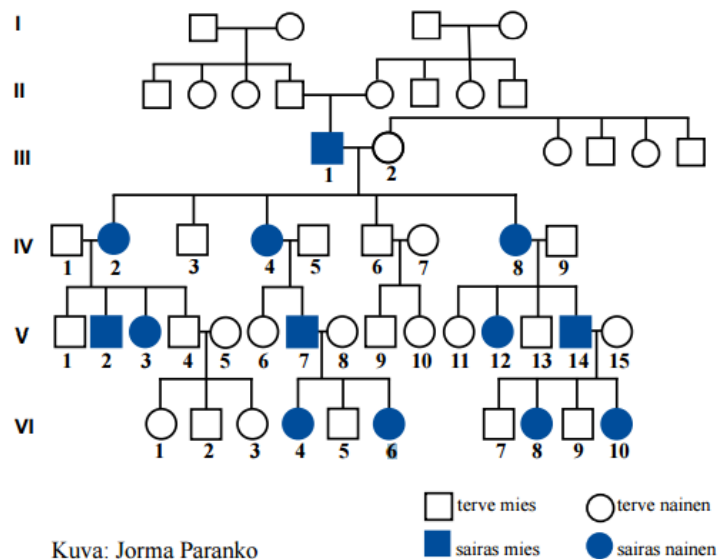 I
II
III
1 2
IV
1 2 3 4 5 6 7 8 9
V
1 2 3 4 5 6 7 8 9 10 11 12 13 14 15
VI
1 2 3 4 5 6 7 8 9 10
terve mies
terve nainen
sairas mies
sairas nainen
Kuva: Jorma Paranko